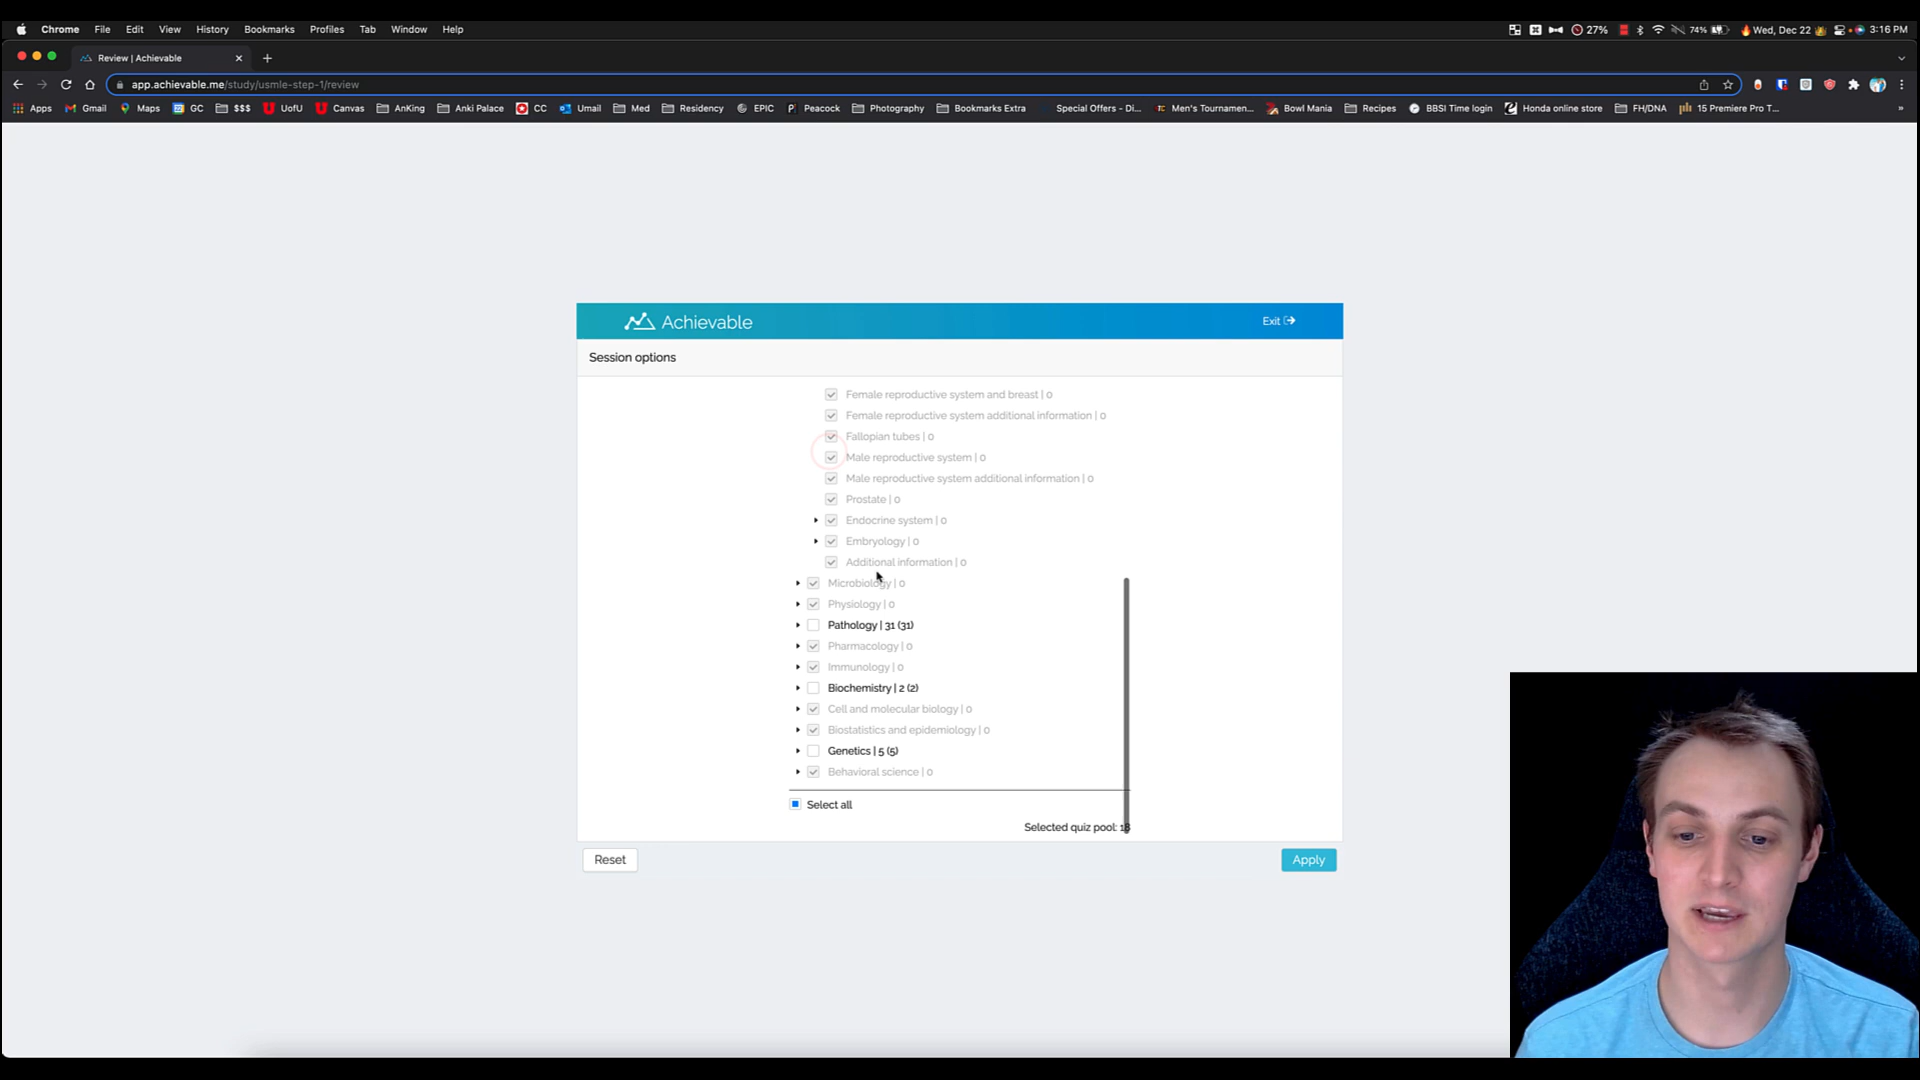 Chrome File Edit View History Bookmarks Profiles Tab Window Help 27% 74% Wed, Dec 22 3:16 PM
Review | Achievable
app.achievable.me/study/usmle-step-1/review
Apps Gmail Maps GC $$$ UofU Canvas AnKing Anki Palace CC Umail Med Residency EPIC Peacock Photography Bookmarks Extra Special Offers - Di... Men's Tournamen... Bowl Mania Recipes BBSI Time login Honda online store FH/DNA 15 Premiere Pro T...
Achievable Exit
Session options
Female reproductive system and breast | 0
Female reproductive system additional information | 0
Fallopian tubes | 0
Male reproductive system | 0
Male reproductive system additional information | 0
Prostate | 0
Endocrine system | 0
Embryology | 0
Additional information | 0
Microbiology | 0
Physiology | 0
Pathology | 31 (31)
Pharmacology | 0
Immunology | 0
Biochemistry | 2 (2)
Cell and molecular biology | 0
Biostatistics and epidemiology | 0
Genetics | 5 (5)
Behavioral science | 0
Select all
Selected quiz pool: 18
Reset Apply